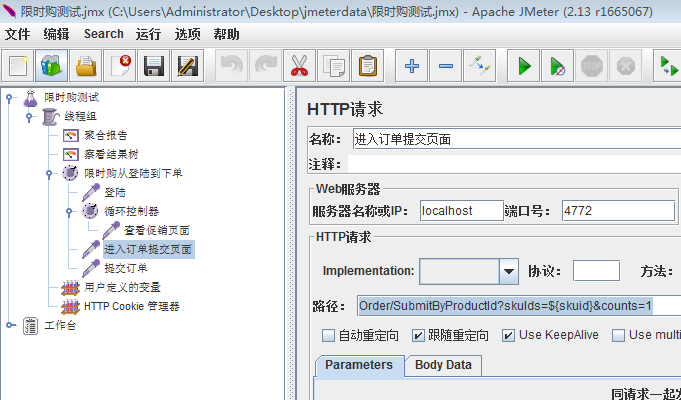 限时购测试.jmx (C:\Users\Administrator\Desktop\jmeterdata\限时购测试.jmx) - Apache JMeter (2.13 r1665067)
文件 编辑 Search 运行 选项 帮助
STOP
限时购测试
线程组
聚合报告
察看结果树
限时购从登陆到下单
登陆
循环控制器
查看促销页面
进入订单提交页面
提交订单
用户定义的变量
HTTP Cookie 管理器
工作台
HTTP请求
名称: 进入订单提交页面
注释:
Web服务器
服务器名称或IP: localhost 端口号: 4772
HTTP请求
Implementation: 协议: 方法:
路径: Order/SubmitByProductId?skuIds=${skuid}&counts=1
自动重定向 跟随重定向 Use KeepAlive Use multi
Parameters Body Data
同请求一起发